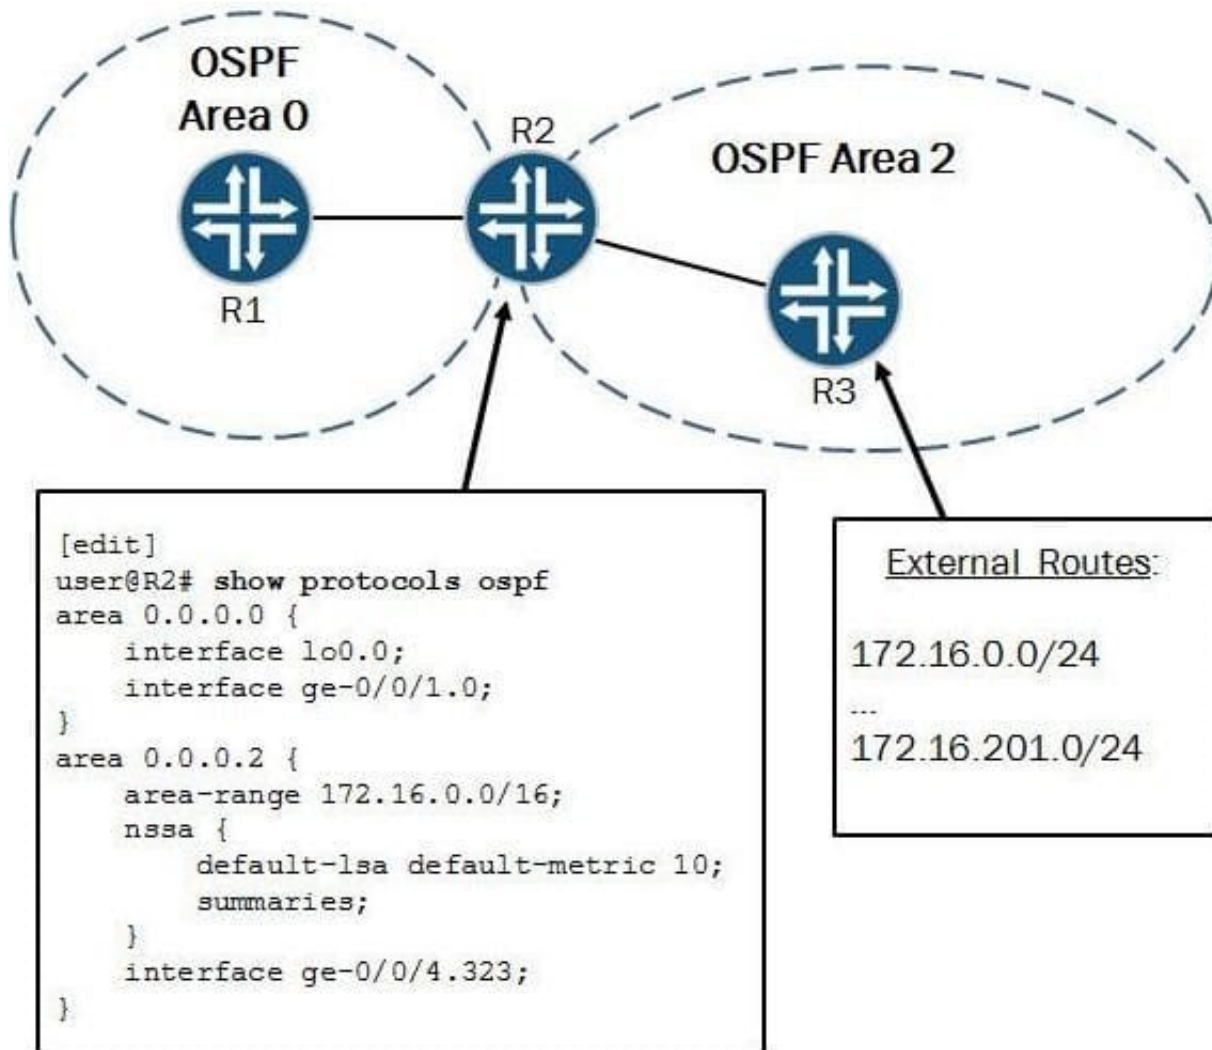 OSPF
Area 0
R2
OSPF Area 2
R1
R3
[edit]
user@R2# show protocols ospf
area 0.0.0.0 {
    interface lo0.0;
    interface ge-0/0/1.0;
}
area 0.0.0.2 {
    area-range 172.16.0.0/16;
    nssa {
        default-lsa default-metric 10;
        summaries;
    }
    interface ge-0/0/4.323;
}
External Routes:
172.16.0.0/24
...
172.16.201.0/24